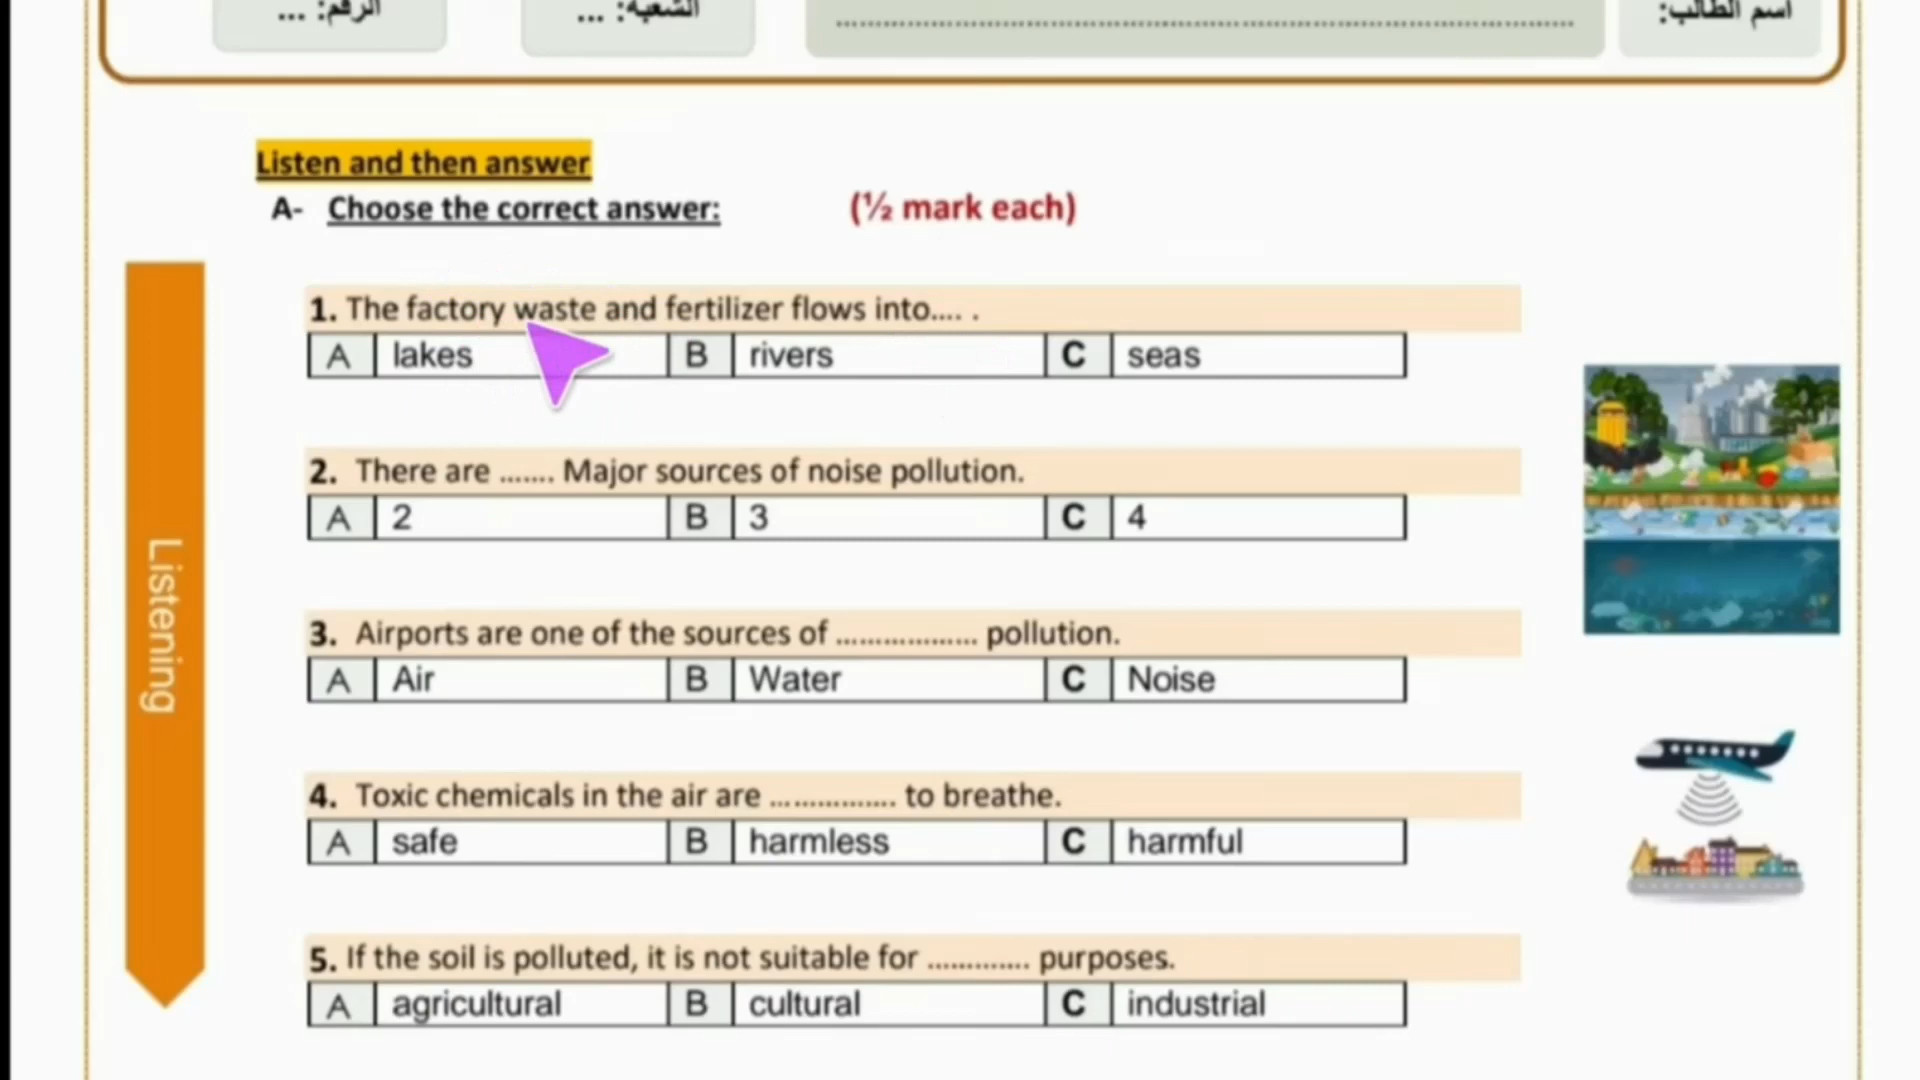 اسم الطالب: ............ الشعبة: ... الرقم: ...
Listen and then answer
A- Choose the correct answer: (½ mark each)
Listening
1. The factory waste and fertilizer flows into.... .
A lakes B rivers C seas
2. There are ....... Major sources of noise pollution.
A 2 B 3 C 4
3. Airports are one of the sources of .................. pollution.
A Air B Water C Noise
4. Toxic chemicals in the air are ................ to breathe.
A safe B harmless C harmful
5. If the soil is polluted, it is not suitable for ............. purposes.
A agricultural B cultural C industrial